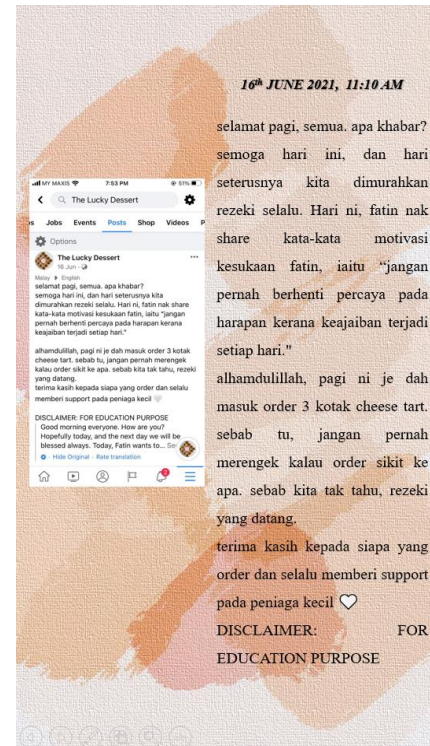 16th JUNE 2021, 11:10 AM
selamat pagi, semua. apa khabar?
semoga hari ini, dan hari
seterusnya kita dimurahkan
rezeki selalu. Hari ni, fatin nak
share kata-kata motivasi
kesukaan fatin, iaitu “jangan
pernah berhenti percaya pada
harapan kerana keajaiban terjadi
setiap hari."
alhamdulillah, pagi ni je dah
masuk order 3 kotak cheese tart.
sebab tu, jangan pernah
merengek kalau order sikit ke
apa. sebab kita tak tahu, rezeki
yang datang.
terima kasih kepada siapa yang
order dan selalu memberi support
pada peniaga kecil 🤍
DISCLAIMER: FOR
EDUCATION PURPOSE
MY MAXIS 7:53 PM 51%
The Lucky Dessert
s Jobs Events Posts Shop Videos P
Options
The Lucky Dessert
16 Jun
Malay English
selamat pagi, semua. apa khabar?
semoga hari ini, dan hari seterusnya kita
dimurahkan rezeki selalu. Hari ni, fatin nak
share kata-kata motivasi kesukaan fatin, iaitu "jangan
pernah berhenti percaya pada harapan kerana
keajaiban terjadi setiap hari."
alhamdulillah, pagi ni je dah masuk order 3 kotak
cheese tart. sebab tu, jangan pernah merengek
kalau order sikit ke apa. sebab kita tak tahu, rezeki
yang datang.
terima kasih kepada siapa yang order dan selalu
memberi support pada peniaga kecil 🤍
DISCLAIMER: FOR EDUCATION PURPOSE
Good morning everyone. How are you?
Hopefully today, and the next day we will be
blessed always. Today, Fatin wants to...
Hide Original · Rate translation